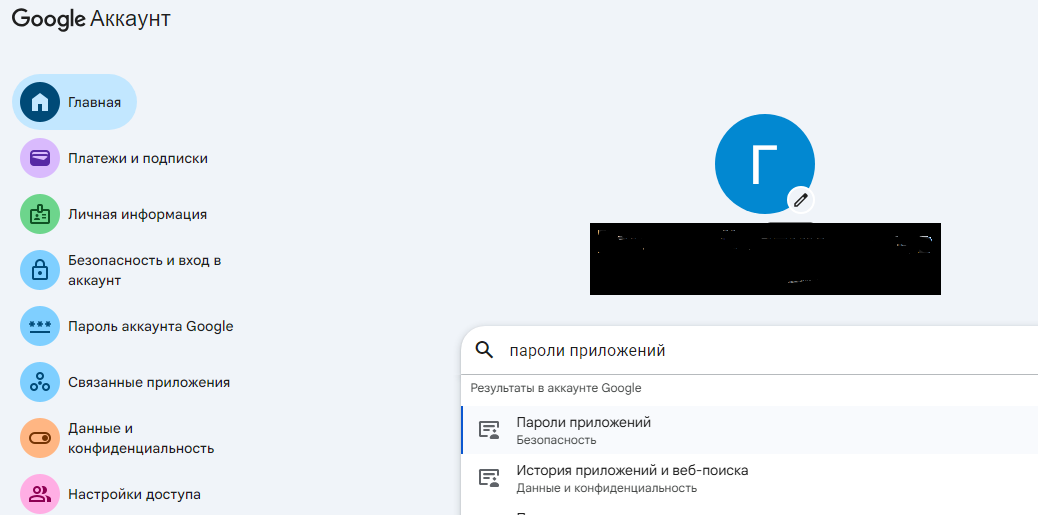 Google Аккаунт
Главная
Платежи и подписки
Личная информация
Безопасность и вход в
аккаунт
Пароль аккаунта Google
Связанные приложения
Данные и
конфиденциальность
Настройки доступа
Г
пароли приложений
Результаты в аккаунте Google
Пароли приложений
Безопасность
История приложений и веб-поиска
Данные и конфиденциальность